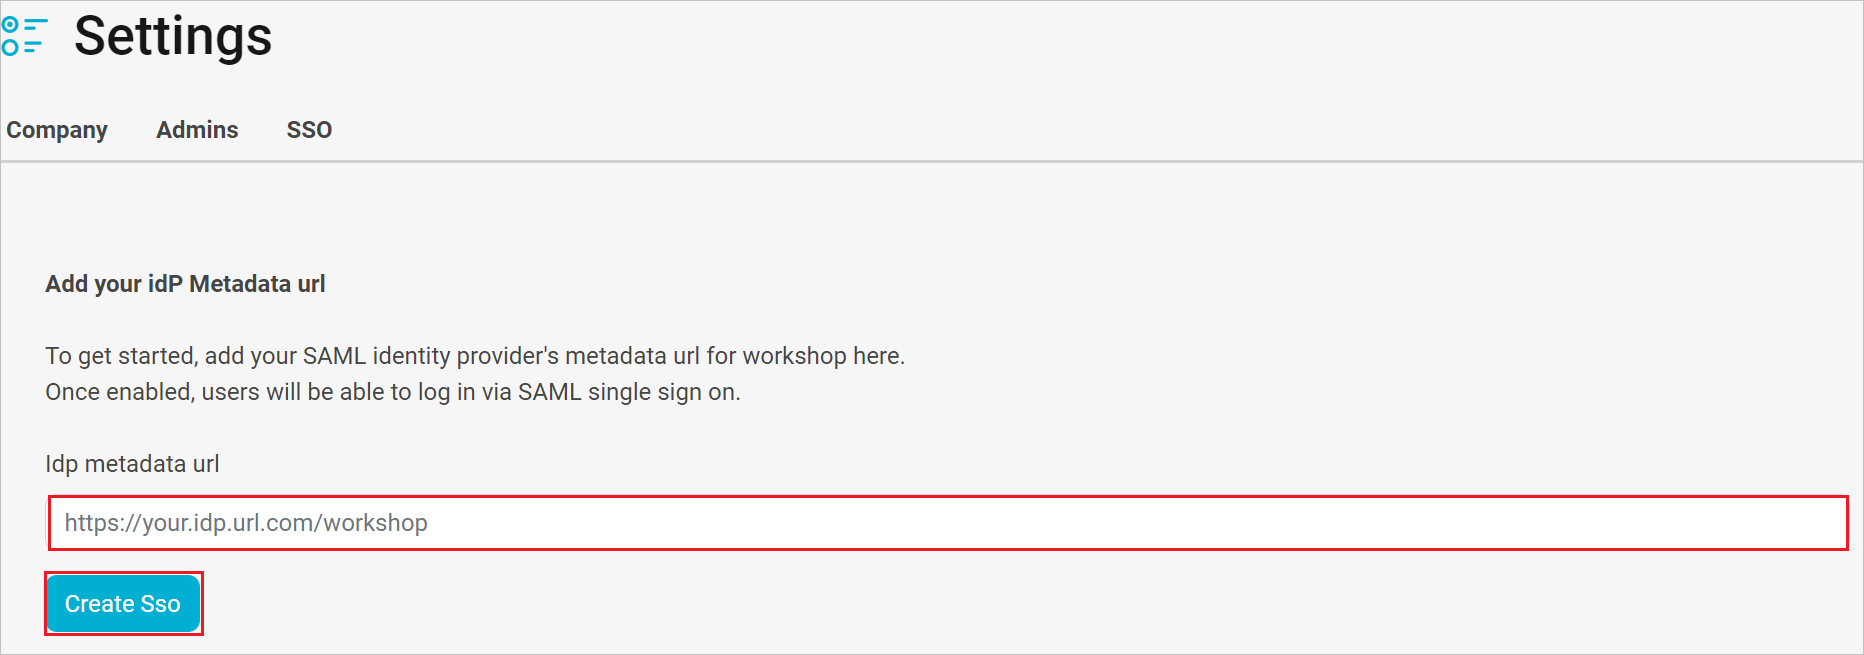 Settings
Company Admins SSO
Add your idP Metadata url
To get started, add your SAML identity provider's metadata url for workshop here.
Once enabled, users will be able to log in via SAML single sign on.
Idp metadata url
https://your.idp.url.com/workshop
Create Sso